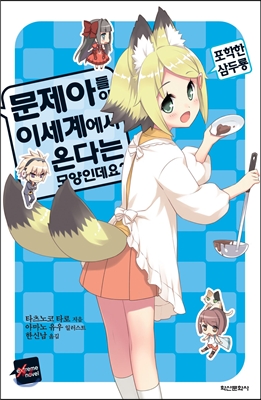 포학한
삼두룡
문제아들이
이세계에서
온다는
모양인데요?
타츠노코 타로 지음
아마노 유우 일러스트
한신남 옮김
extreme
novel
학산문화사